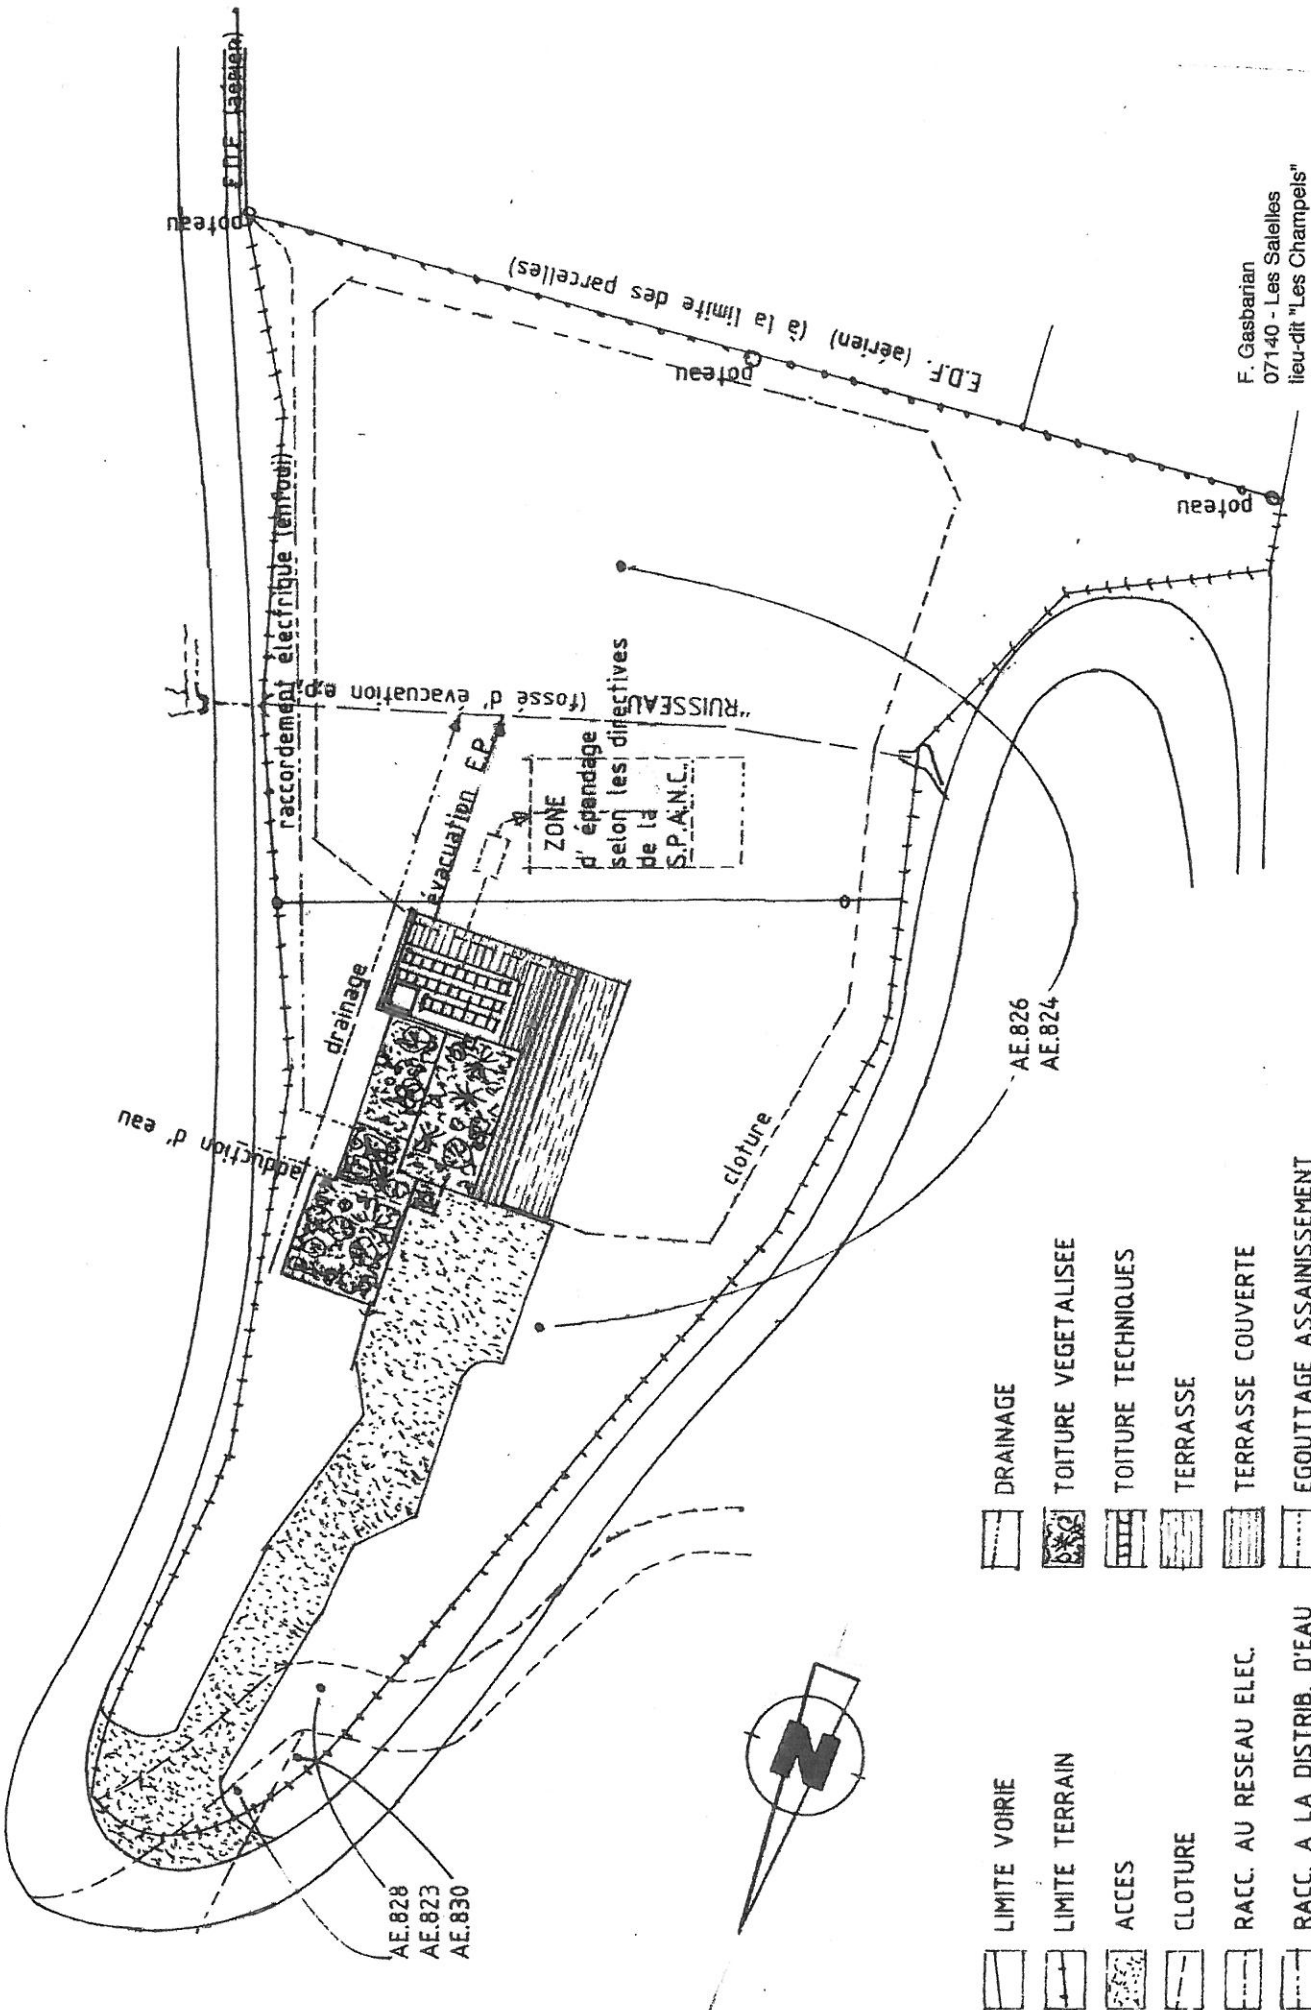 E.D.F. (aérien)
poteau
raccordement électrique (enfoui)
E.D.F. (aérien) (à la limite des parcelles)
poteau
poteau
"RUISSEAU" (fossé d' évacuation e.p.)
évacuation E.P.
drainage
adduction d' eau
ZONE
d' épandage
selon les directives
de la
S.P.A.N.C.
cloture
AE.826
AE.824
AE.828
AE.823
AE.830
N
LIMITE VOIRIE
LIMITE TERRAIN
ACCES
CLOTURE
RACC. AU RESEAU ELEC.
RACC. A LA DISTRIB. D'EAU
DRAINAGE
TOITURE VEGETALISEE
TOITURE TECHNIQUES
TERRASSE
TERRASSE COUVERTE
EGOUTTAGE ASSAINISSEMENT
F. Gasbarian
07140 - Les Salelles
lieu-dit "Les Champels"